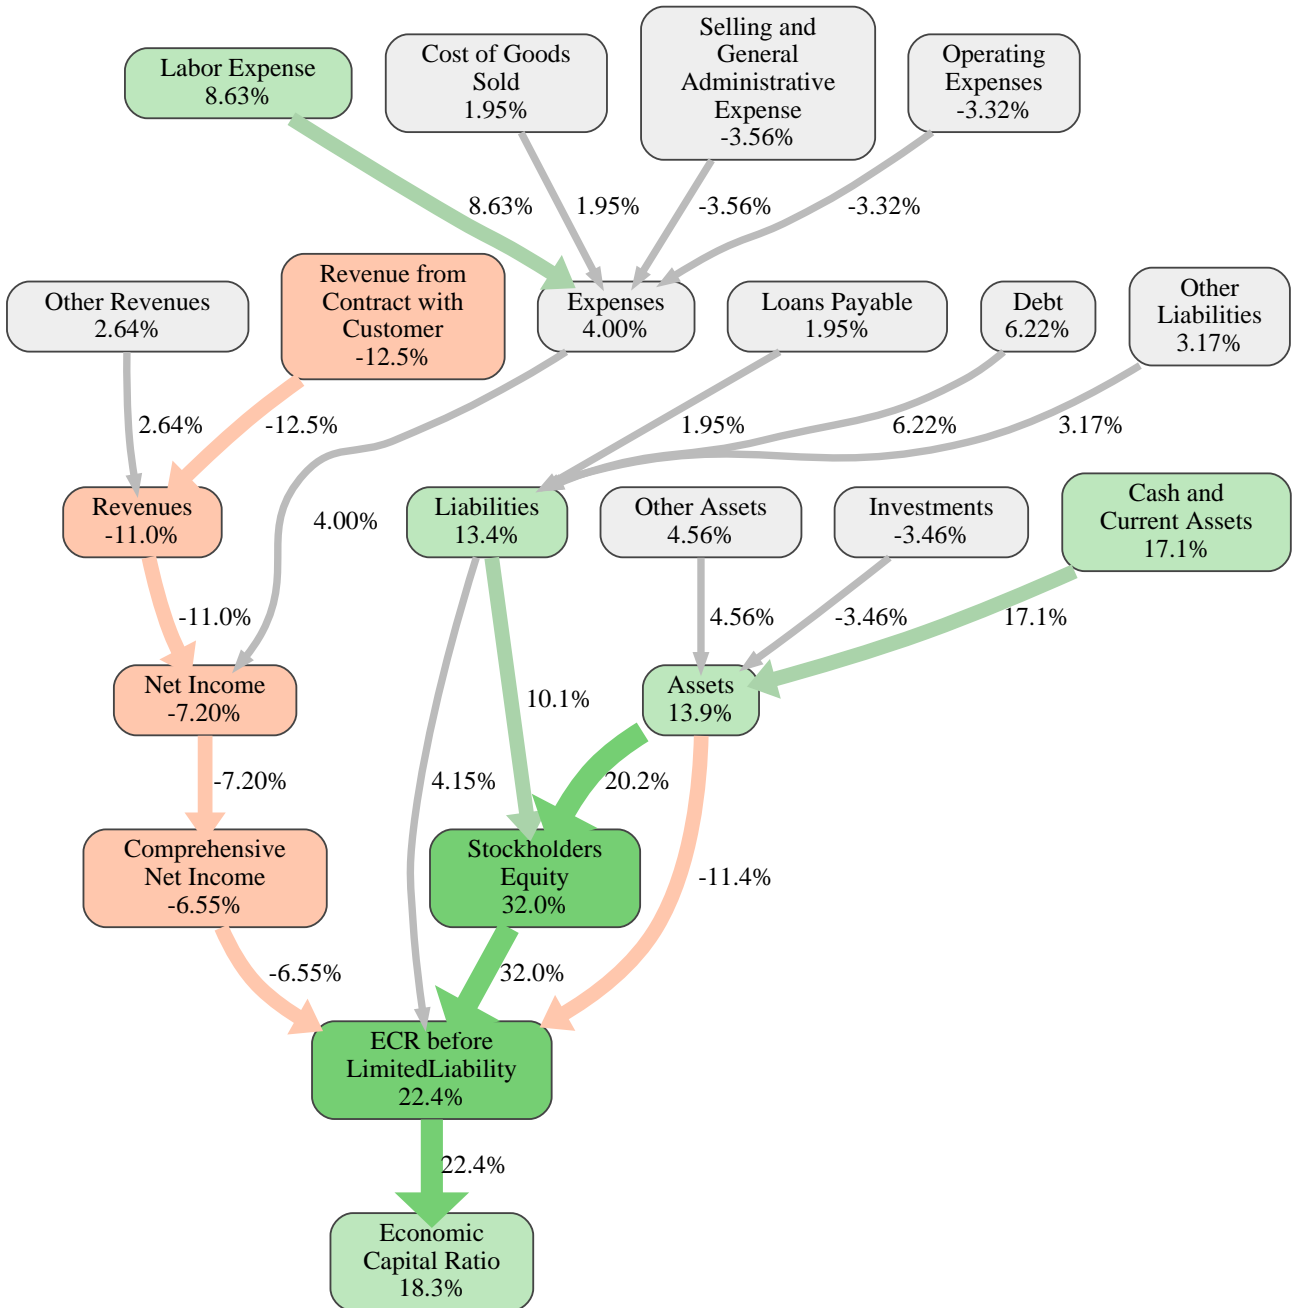 Labor Expense
8.63%
Cost of Goods
Sold
1.95%
Selling and
General
Administrative
Expense
-3.56%
Operating
Expenses
-3.32%
8.63%
1.95%
-3.56%
-3.32%
Other Revenues
2.64%
Revenue from
Contract with
Customer
-12.5%
Expenses
4.00%
Loans Payable
1.95%
Debt
6.22%
Other
Liabilities
3.17%
2.64%
-12.5%
1.95%
6.22%
3.17%
Revenues
-11.0%
4.00%
Liabilities
13.4%
Other Assets
4.56%
Investments
-3.46%
Cash and
Current Assets
17.1%
-11.0%
4.56%
-3.46%
17.1%
Net Income
-7.20%
10.1%
Assets
13.9%
-7.20%
4.15%
20.2%
Comprehensive
Net Income
-6.55%
Stockholders
Equity
32.0%
-11.4%
-6.55%
32.0%
ECR before
LimitedLiability
22.4%
22.4%
Economic
Capital Ratio
18.3%